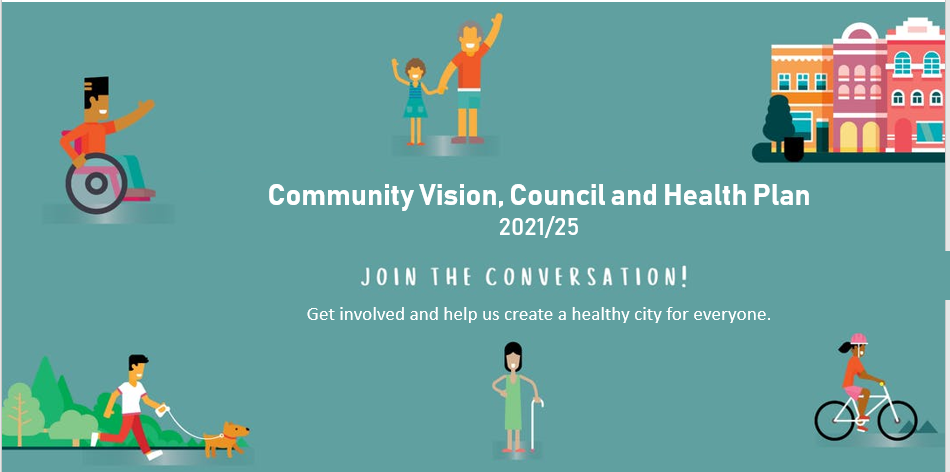 Community Vision, Council and Health Plan
2021/25
JOIN THE CONVERSATION!
Get involved and help us create a healthy city for everyone.